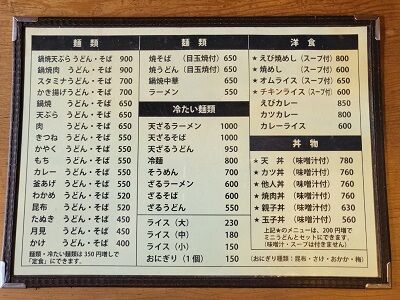 麺類
鍋焼天ぷら うどん・そば 900
鍋焼肉 うどん・そば 900
スタミナ うどん・そば 700
かき揚げ うどん・そば 700
鍋焼 うどん・そば 650
天ぷら うどん・そば 650
肉 うどん・そば 650
きつね うどん・そば 550
かやく うどん・そば 550
もち うどん・そば 550
カレー うどん・そば 550
釜あげ うどん・そば 550
わかめ うどん・そば 520
昆布 うどん・そば 520
たぬき うどん・そば 450
月見 うどん・そば 450
かけ うどん・そば 400
麺類・冷たい麺類は350円増しで
「定食」にできます。
麺類
焼そば (目玉焼付) 650
焼うどん (目玉焼付) 650
鍋焼中華 650
ラーメン 550
冷たい麺類
天ざるラーメン 1000
天ざるそば 1000
天ざるうどん 950
冷麺 800
そうめん 700
ざるラーメン 600
ざるそば 600
ざるうどん 550
ライス(大) 230
ライス(中) 180
ライス(小) 150
おにぎり(1個) 150
洋食
★えび焼めし(スープ付) 800
★焼めし (スープ付) 600
★オムライス(スープ付) 650
★チキンライス(スープ付) 650
えびカレー 850
カツカレー 850
カレーライス 600
丼物
★天 丼 (味噌汁付) 780
★カツ丼 (味噌汁付) 760
★他人丼 (味噌汁付) 760
★焼肉丼 (味噌汁付) 760
★親子丼 (味噌汁付) 630
★玉子丼 (味噌汁付) 560
上記★のメニューは、200円増で
ミニうどんとセットにできます。
(味噌汁・スープは付きません)
(おにぎり種類:昆布・さけ・おかか・梅)